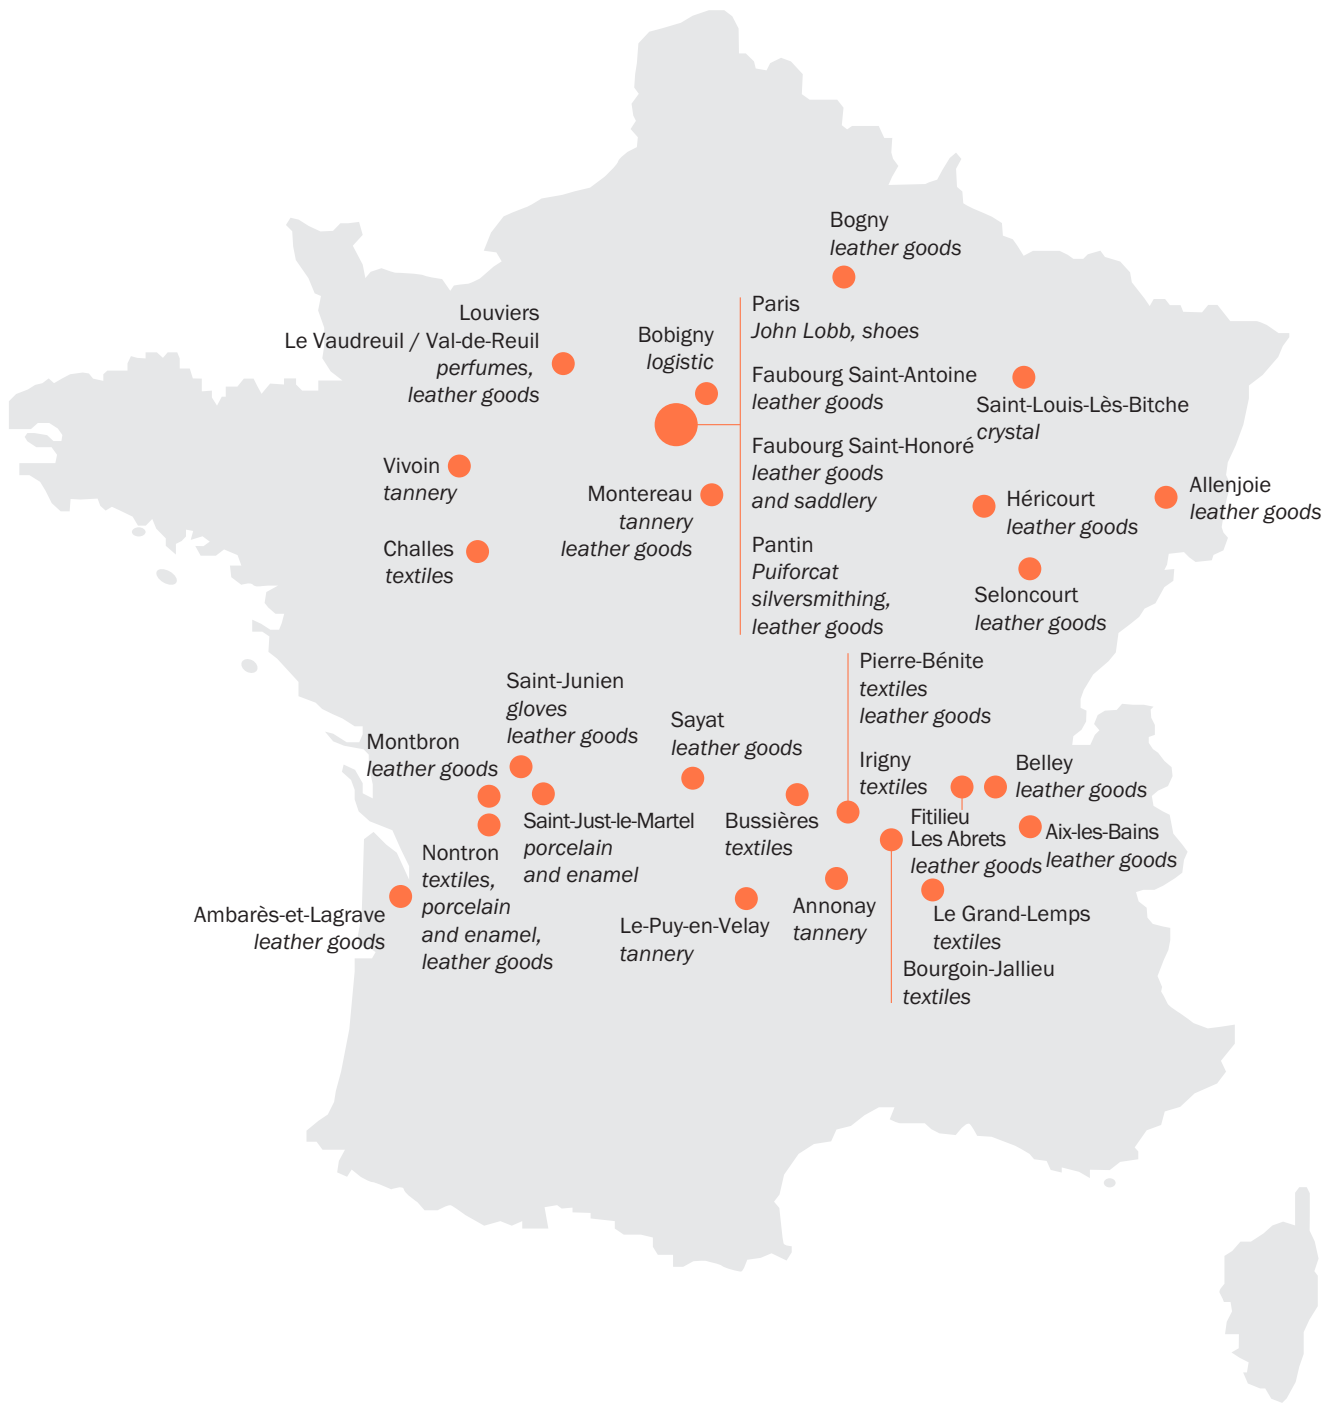 Bogny
leather goods
Louviers
Le Vaudreuil / Val-de-Reuil
perfumes,
leather goods
Bobigny
logistic
Paris
John Lobb, shoes
Faubourg Saint-Antoine
leather goods
Faubourg Saint-Honoré
leather goods
and saddlery
Pantin
Puiforcat
silversmithing,
leather goods
Saint-Louis-Lès-Bitche
crystal
Vivoin
tannery
Montereau
tannery
leather goods
Héricourt
leather goods
Allenjoie
leather goods
Challes
textiles
Seloncourt
leather goods
Saint-Junien
gloves
leather goods
Montbron
leather goods
Sayat
leather goods
Pierre-Bénite
textiles
leather goods
Irigny
textiles
Belley
leather goods
Saint-Just-le-Martel
porcelain
and enamel
Bussières
textiles
Fitilieu
Les Abrets
leather goods
Aix-les-Bains
leather goods
Nontron
textiles,
porcelain
and enamel,
leather goods
Ambarès-et-Lagrave
leather goods
Le-Puy-en-Velay
tannery
Annonay
tannery
Le Grand-Lemps
textiles
Bourgoin-Jallieu
textiles